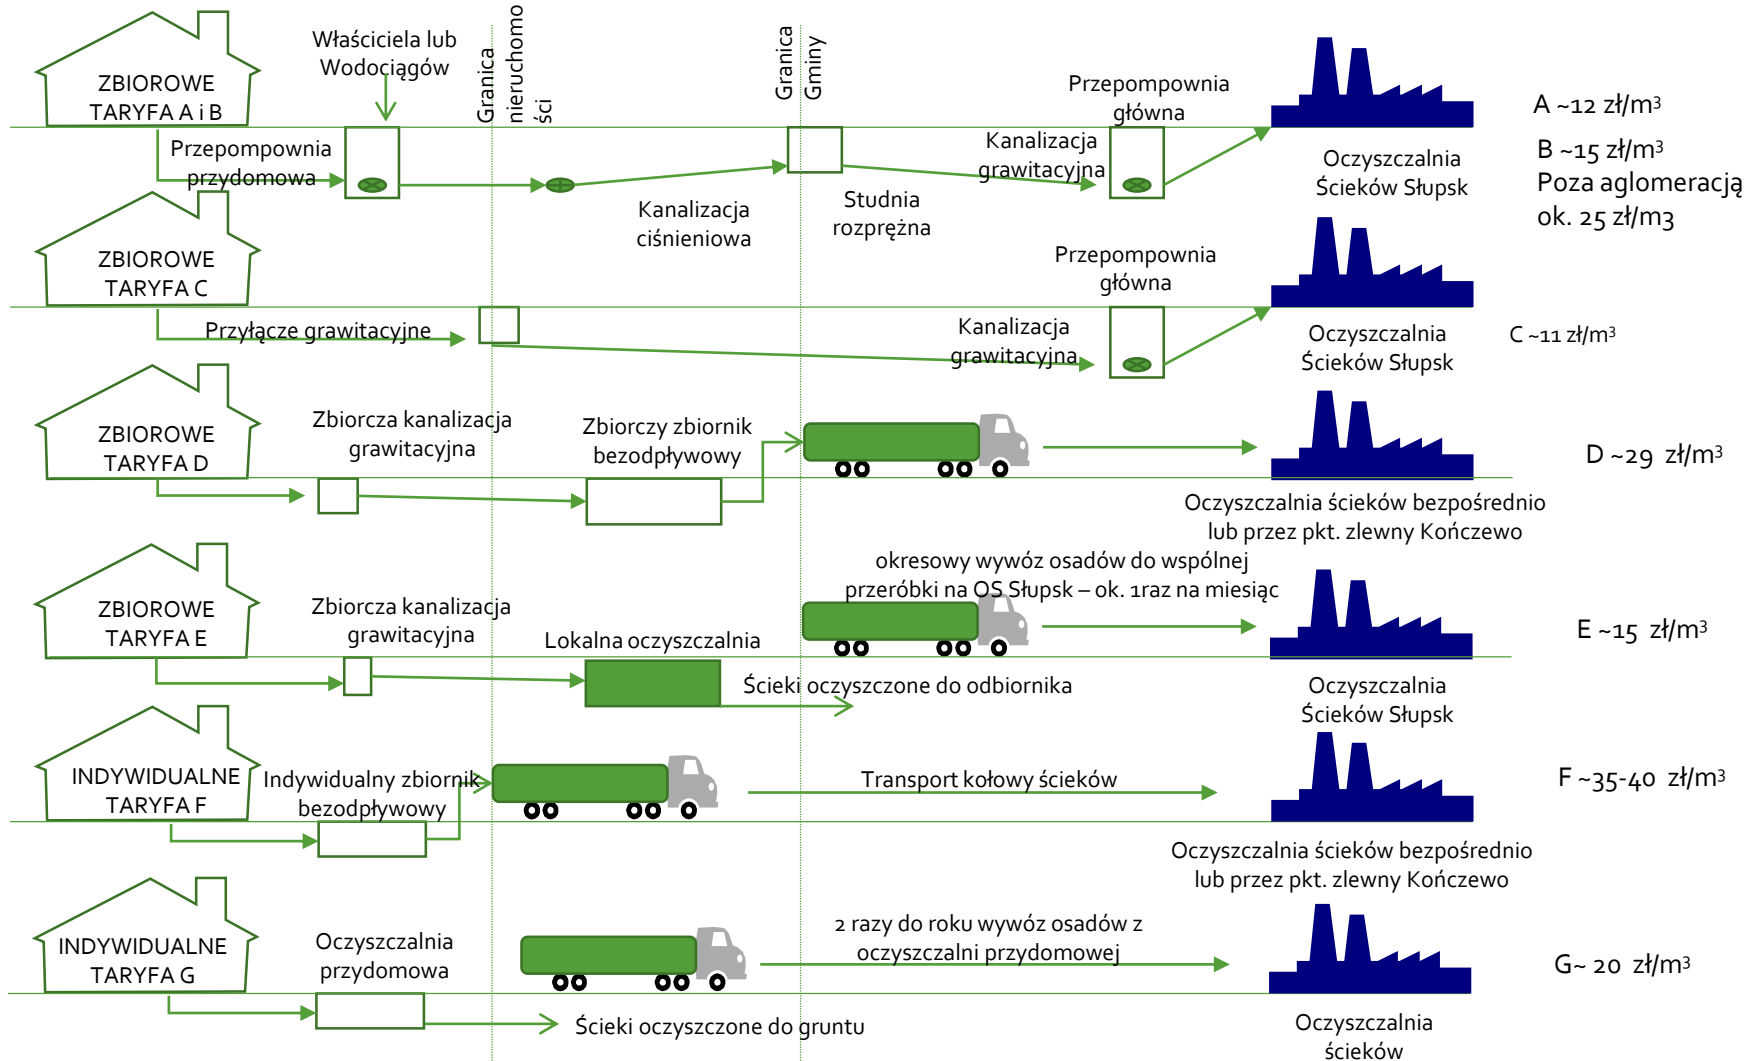 Właściciela lub
Wodociągów
Granica
nieruchomo
ści
Granica
Gminy
ZBIOROWE
TARYFA A i B
Przepompownia
przydomowa
Kanalizacja
ciśnieniowa
Studnia
rozprężna
Kanalizacja
grawitacyjna
Przepompownia
główna
Oczyszczalnia
Ścieków Słupsk
A ~12 zł/m³
B ~15 zł/m³
Poza aglomeracją
ok. 25 zł/m3
ZBIOROWE
TARYFA C
Przyłącze grawitacyjne
Kanalizacja
grawitacyjna
Przepompownia
główna
Oczyszczalnia
Ścieków Słupsk
C ~11 zł/m³
ZBIOROWE
TARYFA D
Zbiorcza kanalizacja
grawitacyjna
Zbiorczy zbiornik
bezodpływowy
Oczyszczalnia ścieków bezpośrednio
lub przez pkt. zlewny Kończewo
D ~29 zł/m³
ZBIOROWE
TARYFA E
Zbiorcza kanalizacja
grawitacyjna
Lokalna oczyszczalnia
Ścieki oczyszczone do odbiornika
okresowy wywóz osadów do wspólnej
przeróbki na OS Słupsk – ok. 1raz na miesiąc
Oczyszczalnia
Ścieków Słupsk
E ~15 zł/m³
INDYWIDUALNE
TARYFA F
Indywidualny zbiornik
bezodpływowy
Transport kołowy ścieków
Oczyszczalnia ścieków bezpośrednio
lub przez pkt. zlewny Kończewo
F ~35-40 zł/m³
INDYWIDUALNE
TARYFA G
Oczyszczalnia
przydomowa
Ścieki oczyszczone do gruntu
2 razy do roku wywóz osadów z
oczyszczalni przydomowej
Oczyszczalnia
ścieków
G~ 20 zł/m³